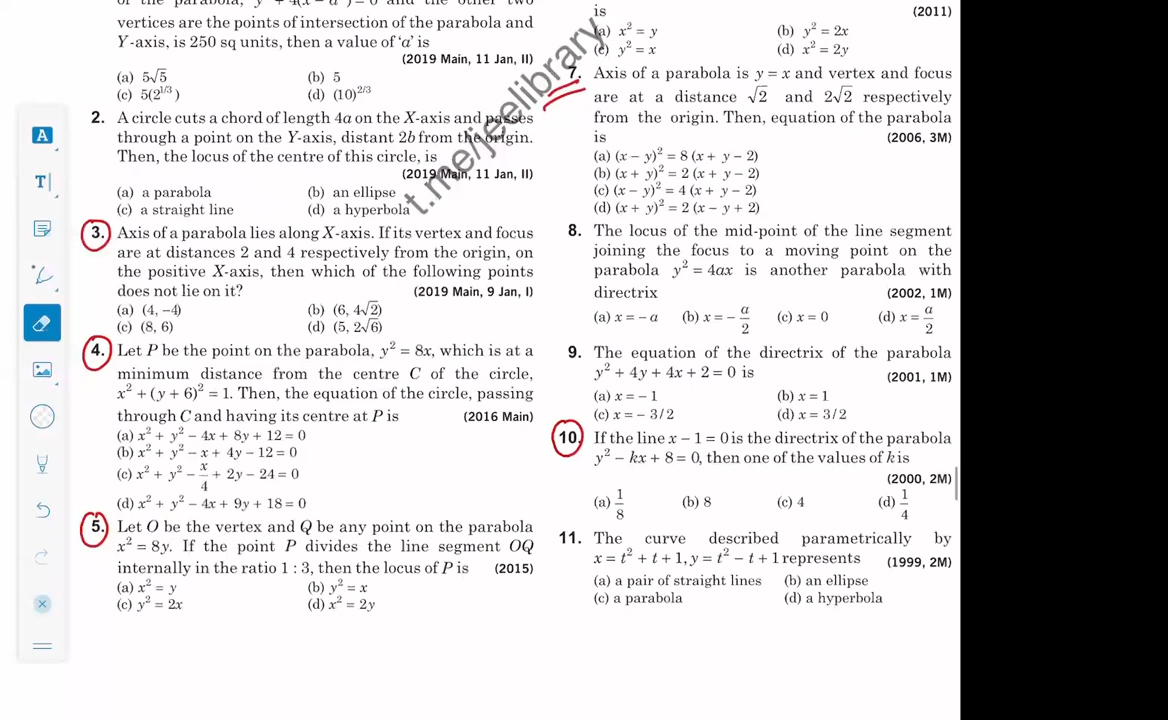 of the parabola, y² + 4(x − a²) = 0 and the other two
vertices are the points of intersection of the parabola and
Y-axis, is 250 sq units, then a value of ‘a’ is
(2019 Main, 11 Jan, II)
(a) 5√5 (b) 5
(c) 5(2^1/3) (d) (10)^2/3
2. A circle cuts a chord of length 4a on the X-axis and passes
through a point on the Y-axis, distant 2b from the origin.
Then, the locus of the centre of this circle, is
(2019 Main, 11 Jan, II)
(a) a parabola (b) an ellipse
(c) a straight line (d) a hyperbola
3. Axis of a parabola lies along X-axis. If its vertex and focus
are at distances 2 and 4 respectively from the origin, on
the positive X-axis, then which of the following points
does not lie on it? (2019 Main, 9 Jan, I)
(a) (4, −4) (b) (6, 4√2)
(c) (8, 6) (d) (5, 2√6)
4. Let P be the point on the parabola, y² = 8x, which is at a
minimum distance from the centre C of the circle,
x² + (y + 6)² = 1. Then, the equation of the circle, passing
through C and having its centre at P is (2016 Main)
(a) x² + y² − 4x + 8y + 12 = 0
(b) x² + y² − x + 4y − 12 = 0
(c) x² + y² − x/4 + 2y − 24 = 0
(d) x² + y² − 4x + 9y + 18 = 0
5. Let O be the vertex and Q be any point on the parabola
x² = 8y. If the point P divides the line segment OQ
internally in the ratio 1 : 3, then the locus of P is (2015)
(a) x² = y (b) y² = x
(c) y² = 2x (d) x² = 2y
is (2011)
(a) x² = y (b) y² = 2x
(c) y² = x (d) x² = 2y
7. Axis of a parabola is y = x and vertex and focus
are at a distance √2 and 2√2 respectively
from the origin. Then, equation of the parabola
is (2006, 3M)
(a) (x − y)² = 8 (x + y − 2)
(b) (x + y)² = 2 (x + y − 2)
(c) (x − y)² = 4 (x + y − 2)
(d) (x + y)² = 2 (x − y + 2)
8. The locus of the mid-point of the line segment
joining the focus to a moving point on the
parabola y² = 4ax is another parabola with
directrix (2002, 1M)
(a) x = −a (b) x = −a/2 (c) x = 0 (d) x = a/2
9. The equation of the directrix of the parabola
y² + 4y + 4x + 2 = 0 is (2001, 1M)
(a) x = −1 (b) x = 1
(c) x = −3/2 (d) x = 3/2
10. If the line x − 1 = 0 is the directrix of the parabola
y² − kx + 8 = 0, then one of the values of k is
(2000, 2M)
(a) 1/8 (b) 8 (c) 4 (d) 1/4
11. The curve described parametrically by
x = t² + t + 1, y = t² − t + 1 represents (1999, 2M)
(a) a pair of straight lines (b) an ellipse
(c) a parabola (d) a hyperbola
t.me/jeelibrary
A
T